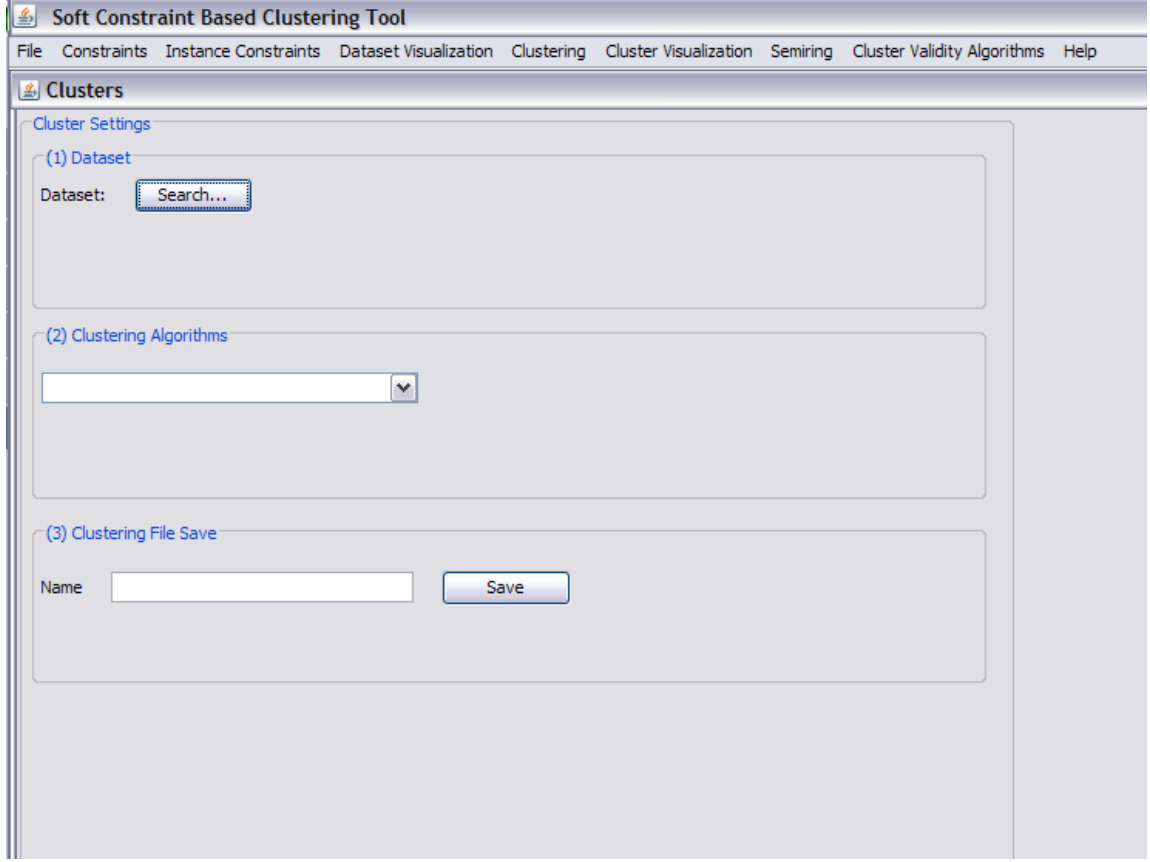 Soft Constraint Based Clustering Tool
File Constraints Instance Constraints Dataset Visualization Clustering Cluster Visualization Semiring Cluster Validity Algorithms Help
Clusters
Cluster Settings
(1) Dataset
Dataset: Search...
(2) Clustering Algorithms
(3) Clustering File Save
Name Save